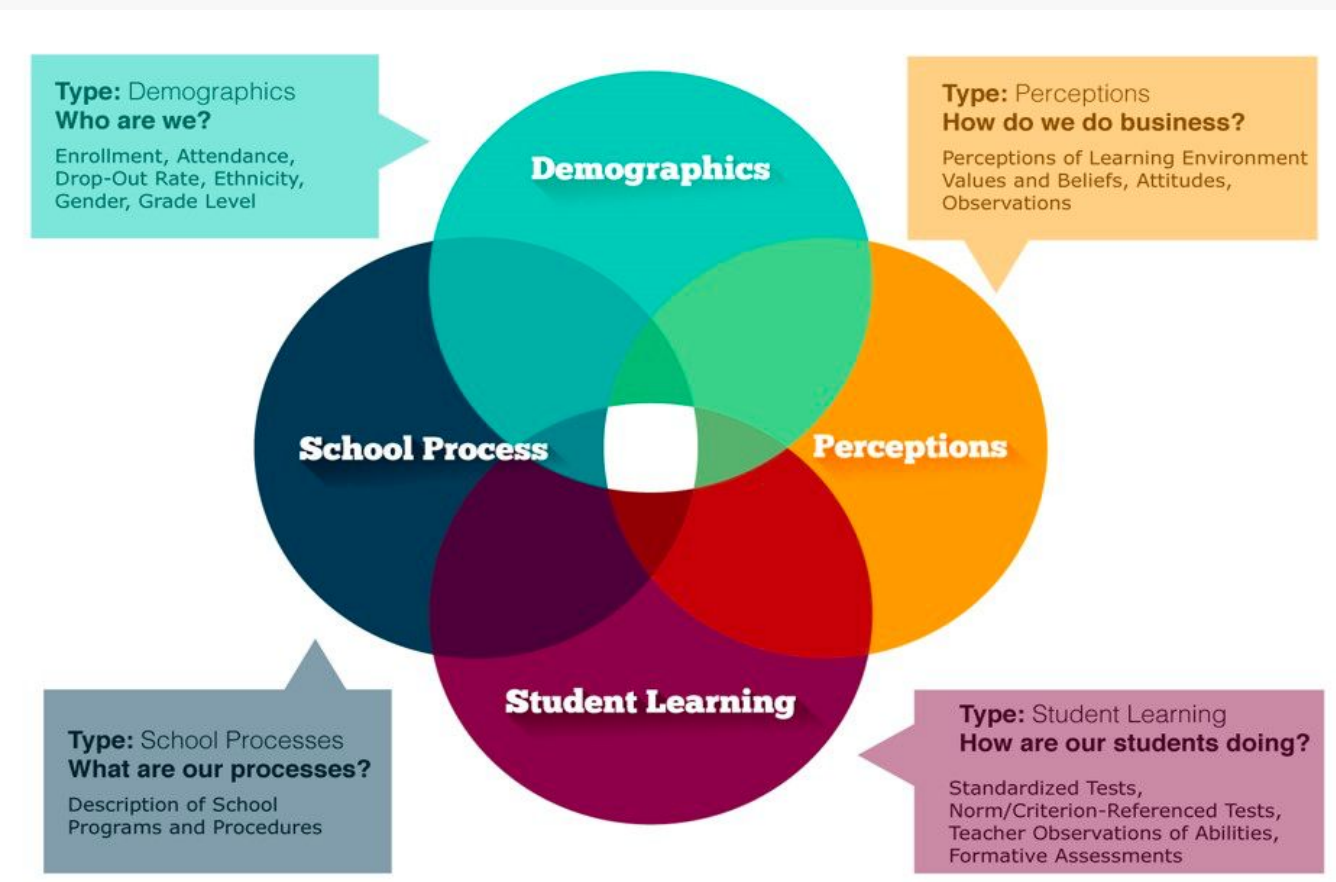 Type: Demographics
Who are we?
Enrollment, Attendance,
Drop-Out Rate, Ethnicity,
Gender, Grade Level
Type: Perceptions
How do we do business?
Perceptions of Learning Environment
Values and Beliefs, Attitudes,
Observations
Demographics
School Process
Perceptions
Student Learning
Type: School Processes
What are our processes?
Description of School
Programs and Procedures
Type: Student Learning
How are our students doing?
Standardized Tests,
Norm/Criterion-Referenced Tests,
Teacher Observations of Abilities,
Formative Assessments